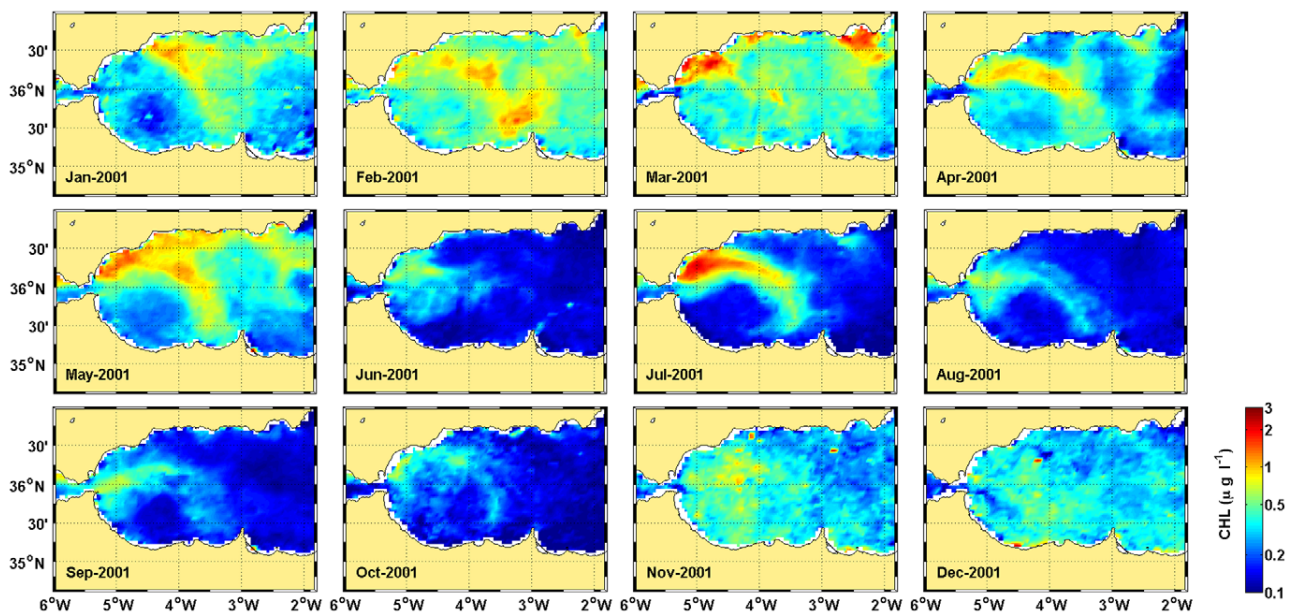 30'
36°N
30'
35°N
Jan-2001
Feb-2001
Mar-2001
Apr-2001
30'
36°N
30'
35°N
May-2001
Jun-2001
Jul-2001
Aug-2001
30'
36°N
30'
35°N
Sep-2001
Oct-2001
Nov-2001
Dec-2001
6°W 5°W 4°W 3°W 2°W
6°W 5°W 4°W 3°W 2°W
6°W 5°W 4°W 3°W 2°W
6°W 5°W 4°W 3°W 2°W
3
2
1
0.5
0.2
0.1
CHL (μ g l⁻¹)